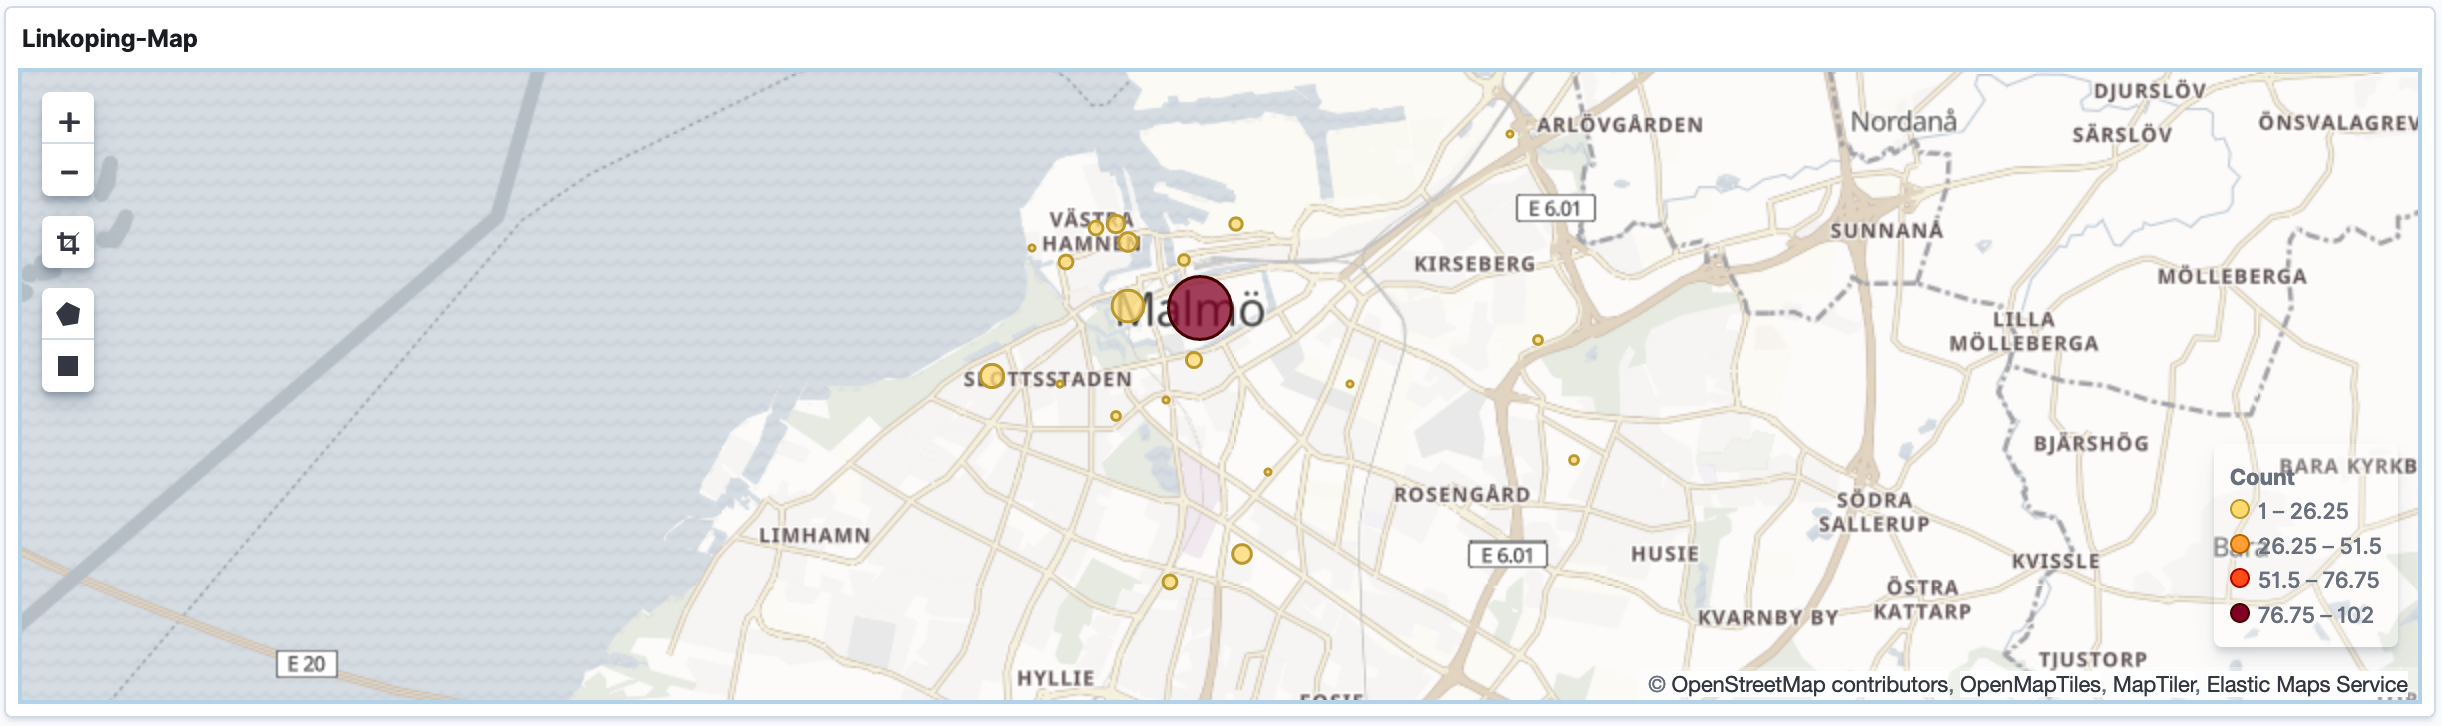 Linkoping-Map
DJURSLÖV
ARLÖVGÅRDEN
Nordanå
SÄRSLÖV
ÖNSVALAGREV
E 6.01
VÄSTRA
HAMNEN
SUNNANÅ
KIRSEBERG
MÖLLEBERGA
Malmö
LILLA
MÖLLEBERGA
SLOTTSSTADEN
BJÄRSHÖG
BARA KYRKB
ROSENGÅRD
SÖDRA
SALLERUP
LIMHAMN
E 6.01
HUSIE
KVISSLE
Bara
ÖSTRA
KATTARP
KVARNBY BY
Count
1 – 26.25
26.25 – 51.5
51.5 – 76.75
76.75 – 102
E 20
HYLLIE
TJUSTORP
© OpenStreetMap contributors, OpenMapTiles, MapTiler, Elastic Maps Service